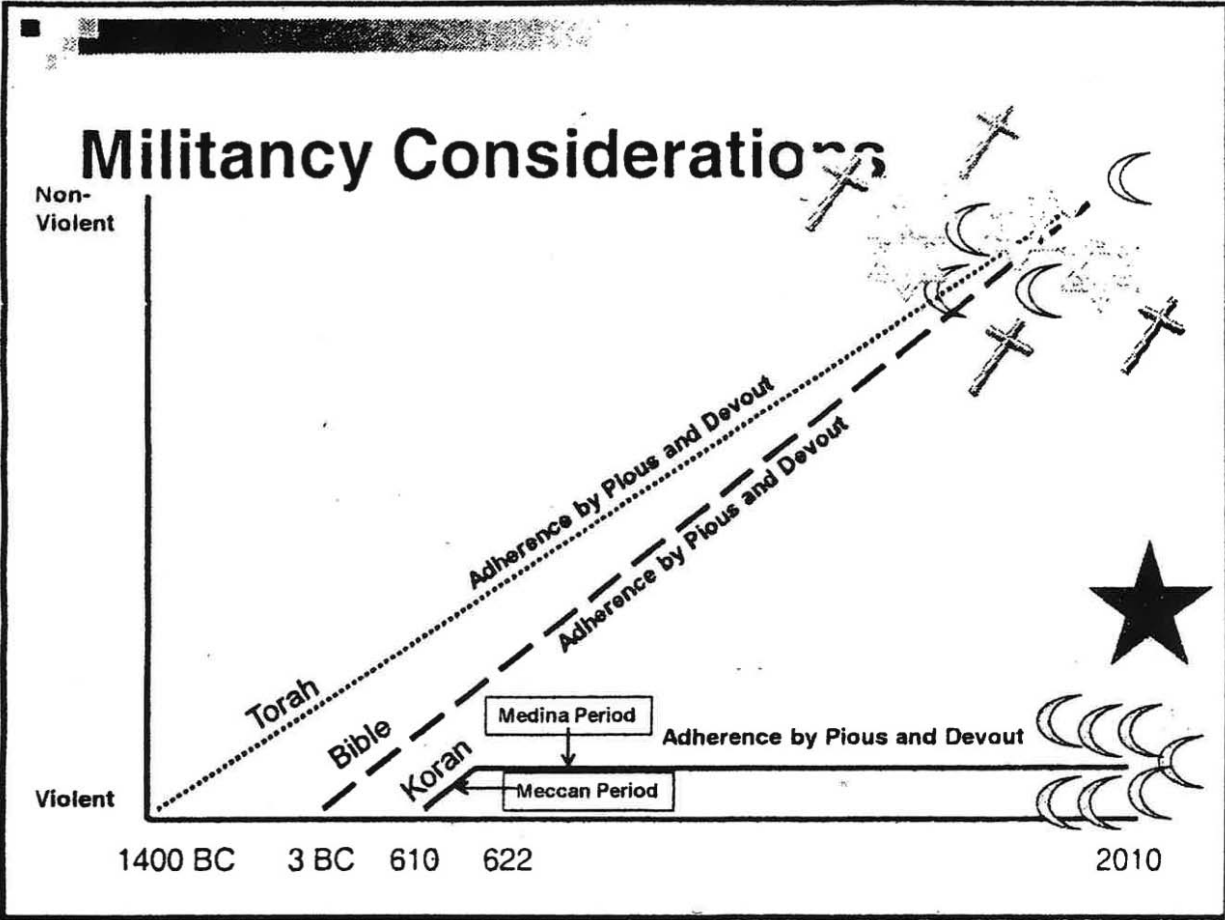 Militancy Considerations
Non-
Violent
Adherence by Pious and Devout
Adherence by Pious and Devout
Torah
Bible
Koran
Medina Period
Adherence by Pious and Devout
Meccan Period
Violent
1400 BC 3 BC 610 622 2010